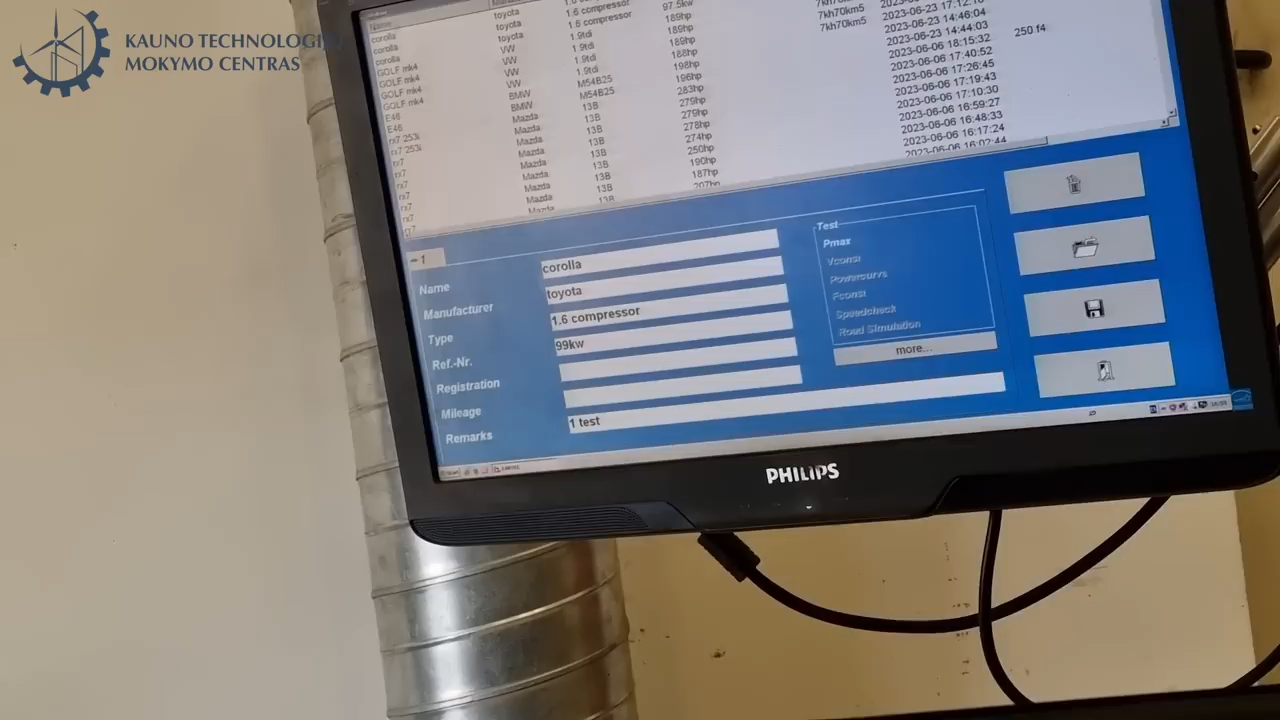 KAUNO TECHNOLOGIJŲ
MOKYMO CENTRAS
Name
corolla toyota 1.6 compressor 97.5kw 7kh70km5
corolla toyota 1.6 compressor 189hp 7kh70km5 2023-06-23 14:46:04
corolla
GOLF mk4 VW 1.9tdi 189hp 2023-06-23 14:44:03
GOLF mk4 VW 1.9tdi 2023-06-06 18:15:32 250 f4
GOLF mk4 VW 1.9tdi 198hp 2023-06-06 17:40:52
E46 BMW M54B25 196hp 2023-06-06 17:26:45
E46 BMW M54B25 283hp 2023-06-06 17:19:43
rx7 253i Mazda 13B 279hp 2023-06-06 17:10:30
rx7 253i Mazda 13B 279hp 2023-06-06 16:59:27
rx7 Mazda 13B 278hp 2023-06-06 16:48:33
rx7 Mazda 13B 274hp 2023-06-06 16:17:24
rx7 Mazda 13B 250hp 2023-06-06 16:02:44
rx7 Mazda 13B 190hp
rx7 Mazda 13B 187hp
rx7 Mazda 13B 207hp
1
Name corolla
Manufacturer toyota
Type 1.6 compressor
Ref.-Nr. 99kw
Registration
Mileage
Remarks 1 test
Test
Pmax
Vconst
Powercurve
Fconst
Speedcheck
Road Simulation
more...
PHILIPS